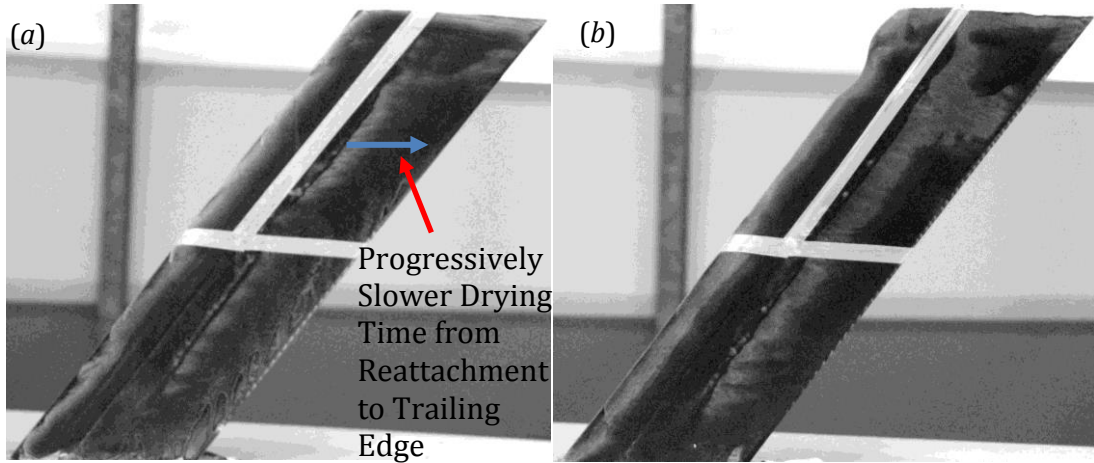 (a)
(b)
Progressively
Slower Drying
Time from
Reattachment
to Trailing
Edge